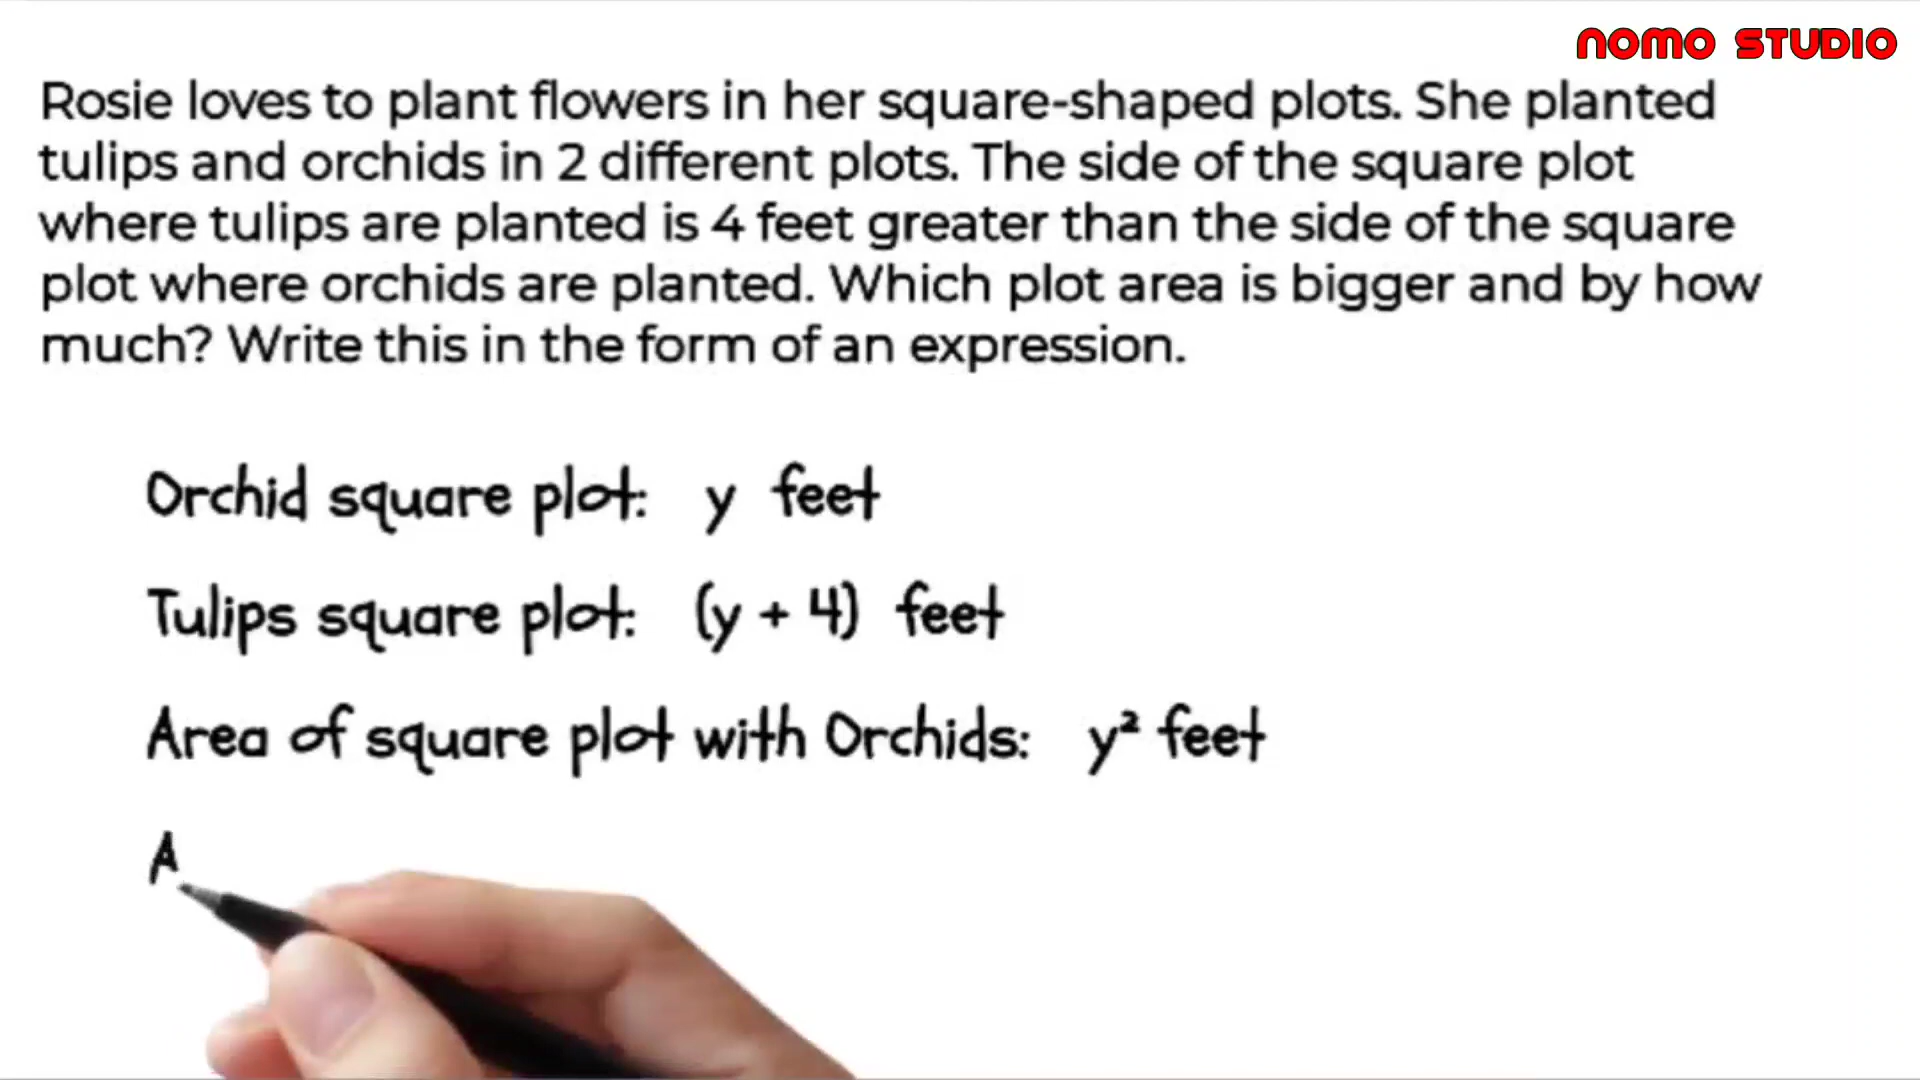 NOMO STUDIO
Rosie loves to plant flowers in her square-shaped plots. She planted
tulips and orchids in 2 different plots. The side of the square plot
where tulips are planted is 4 feet greater than the side of the square
plot where orchids are planted. Which plot area is bigger and by how
much? Write this in the form of an expression.
Orchid square plot: y feet
Tulips square plot: (y + 4) feet
Area of square plot with Orchids: y² feet
A